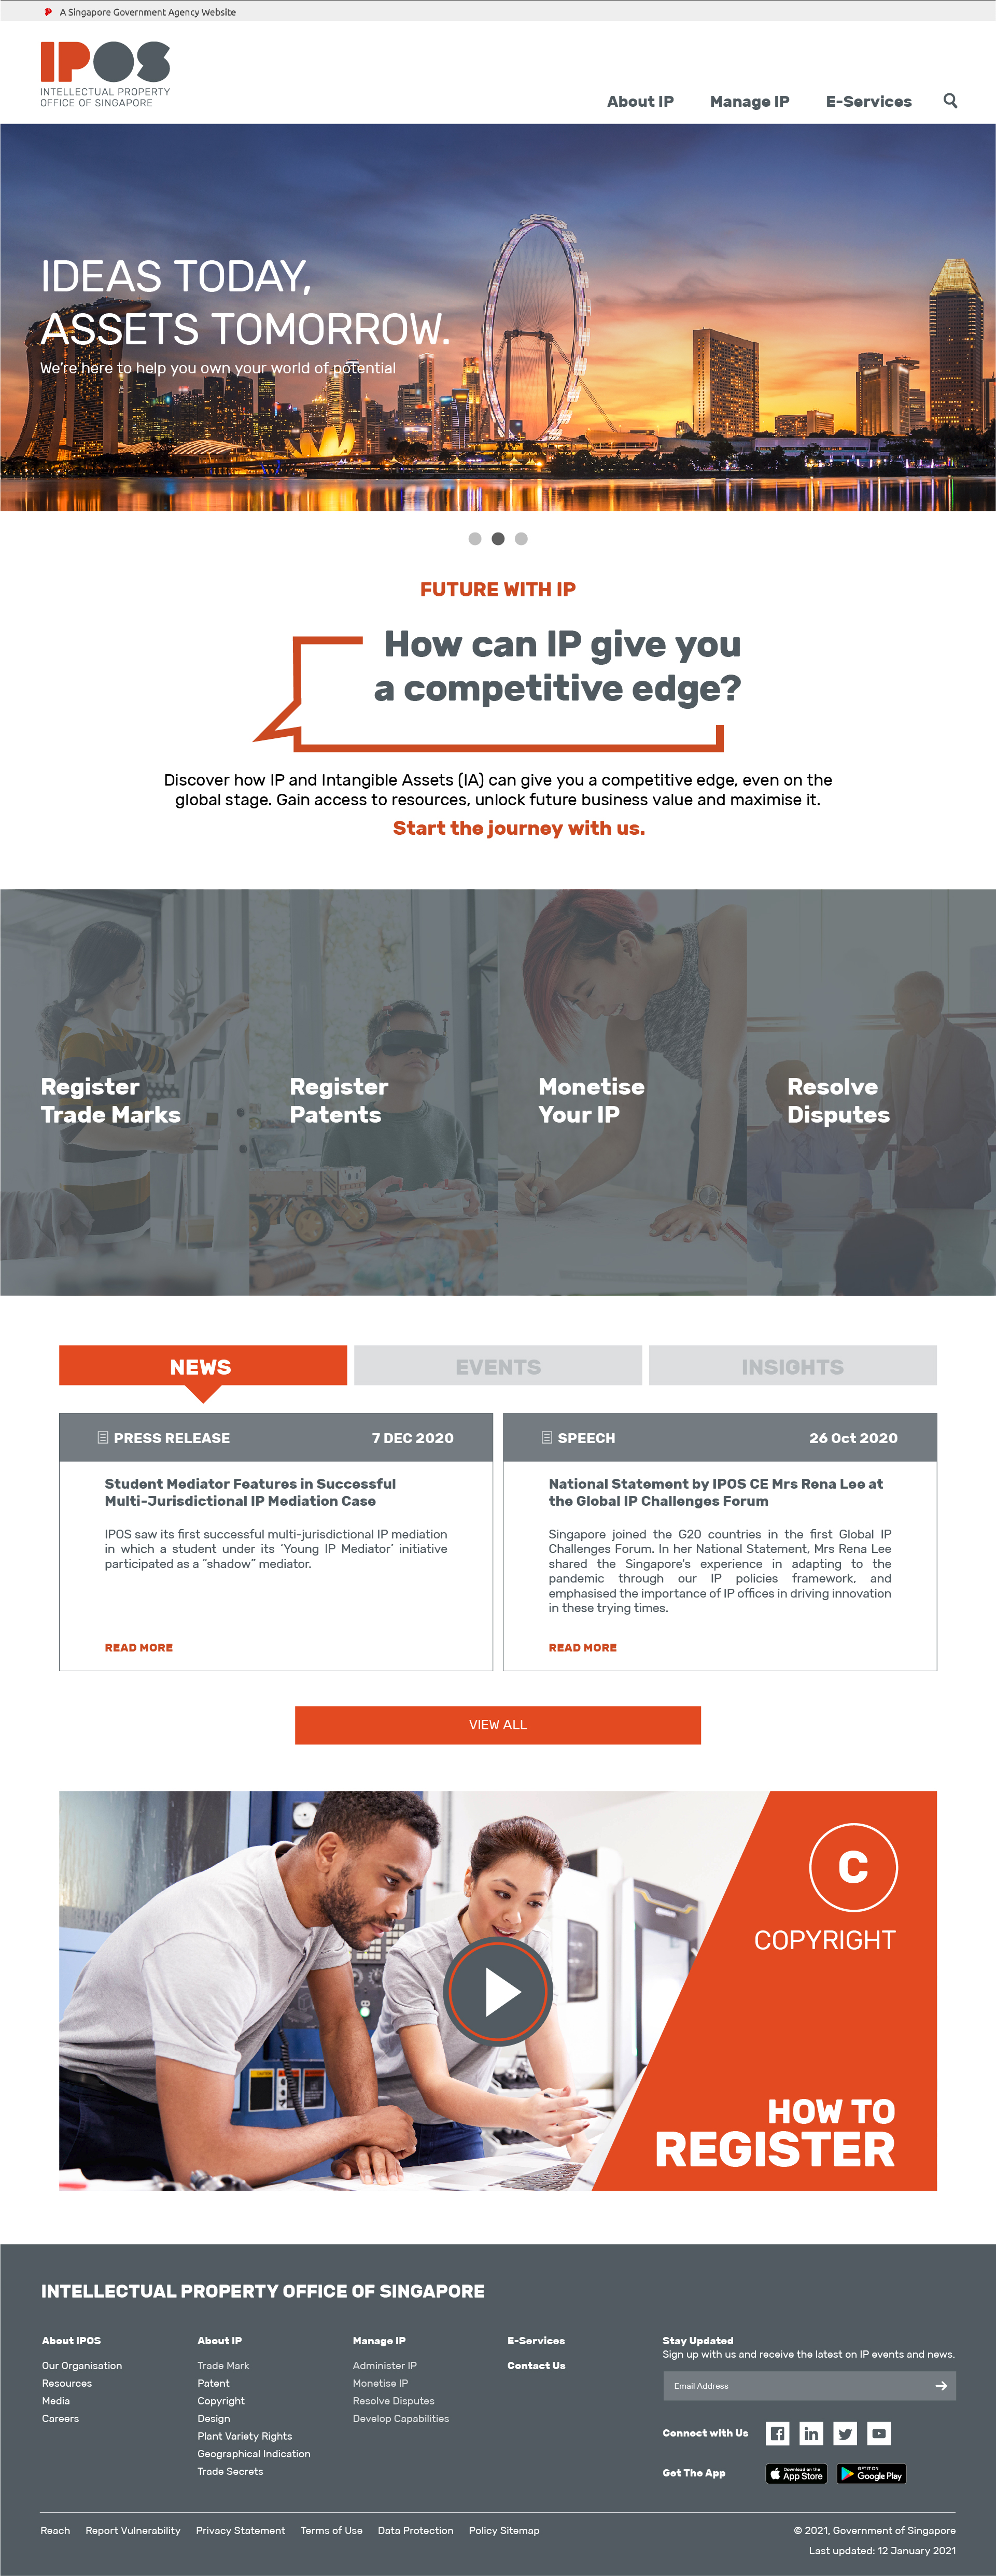 A Singapore Government Agency Website
IPOS
INTELLECTUAL PROPERTY
OFFICE OF SINGAPORE
About IP
Manage IP
E-Services
IDEAS TODAY,
ASSETS TOMORROW.
We're here to help you own your world of potential
FUTURE WITH IP
How can IP give you
a competitive edge?
Discover how IP and Intangible Assets (IA) can give you a competitive edge, even on the
global stage. Gain access to resources, unlock future business value and maximise it.
Start the journey with us.
Register
Trade Marks
Register
Patents
Monetise
Your IP
Resolve
Disputes
NEWS
EVENTS
INSIGHTS
PRESS RELEASE
7 DEC 2020
Student Mediator Features in Successful
Multi-Jurisdictional IP Mediation Case
IPOS saw its first successful multi-jurisdictional IP mediation
in which a student under its ‘Young IP Mediator’ initiative
participated as a “shadow” mediator.
READ MORE
SPEECH
26 Oct 2020
National Statement by IPOS CE Mrs Rena Lee at
the Global IP Challenges Forum
Singapore joined the G20 countries in the first Global IP
Challenges Forum. In her National Statement, Mrs Rena Lee
shared the Singapore's experience in adapting to the
pandemic through our IP policies framework, and
emphasised the importance of IP offices in driving innovation
in these trying times.
READ MORE
VIEW ALL
C
COPYRIGHT
HOW TO
REGISTER
INTELLECTUAL PROPERTY OFFICE OF SINGAPORE
About IPOS
Our Organisation
Resources
Media
Careers
About IP
Trade Mark
Patent
Copyright
Design
Plant Variety Rights
Geographical Indication
Trade Secrets
Manage IP
Administer IP
Monetise IP
Resolve Disputes
Develop Capabilities
E-Services
Contact Us
Stay Updated
Sign up with us and receive the latest on IP events and news.
Email Address
Connect with Us
Get The App
Download on the
App Store
GET IT ON
Google Play
Reach
Report Vulnerability
Privacy Statement
Terms of Use
Data Protection
Policy Sitemap
© 2021, Government of Singapore
Last updated: 12 January 2021